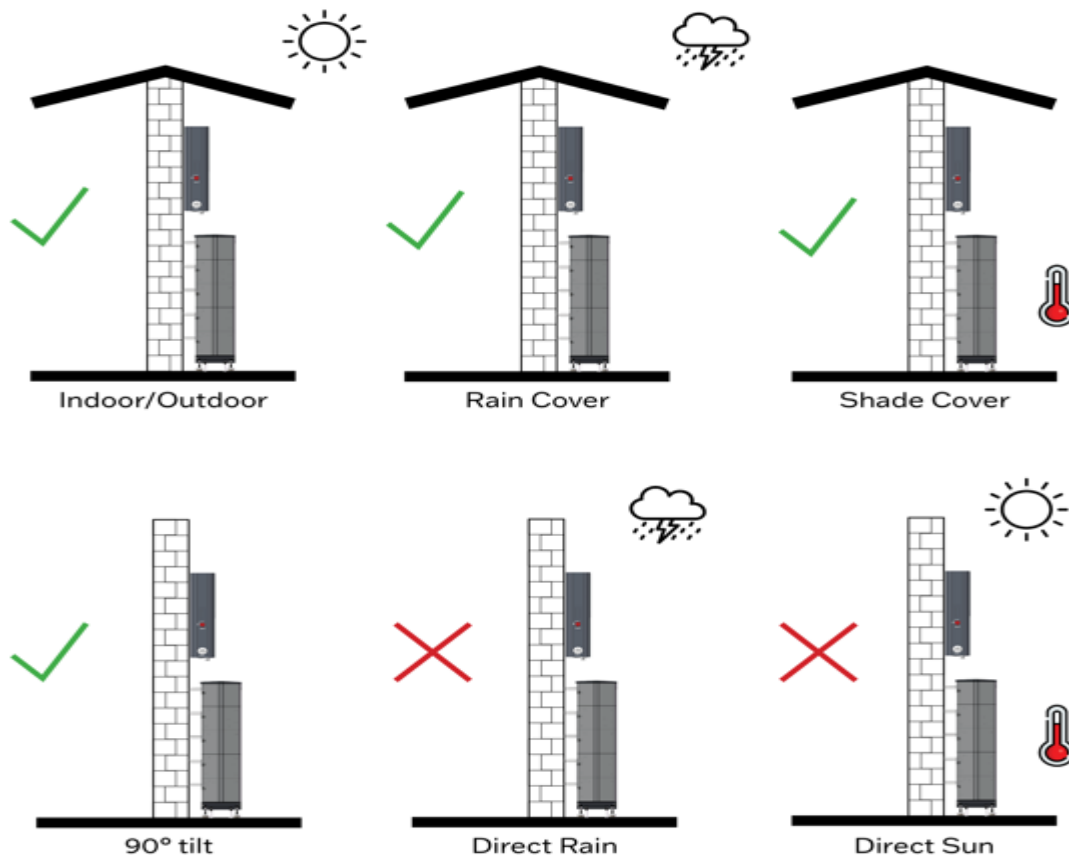 Indoor/Outdoor
Rain Cover
Shade Cover
90° tilt
Direct Rain
Direct Sun